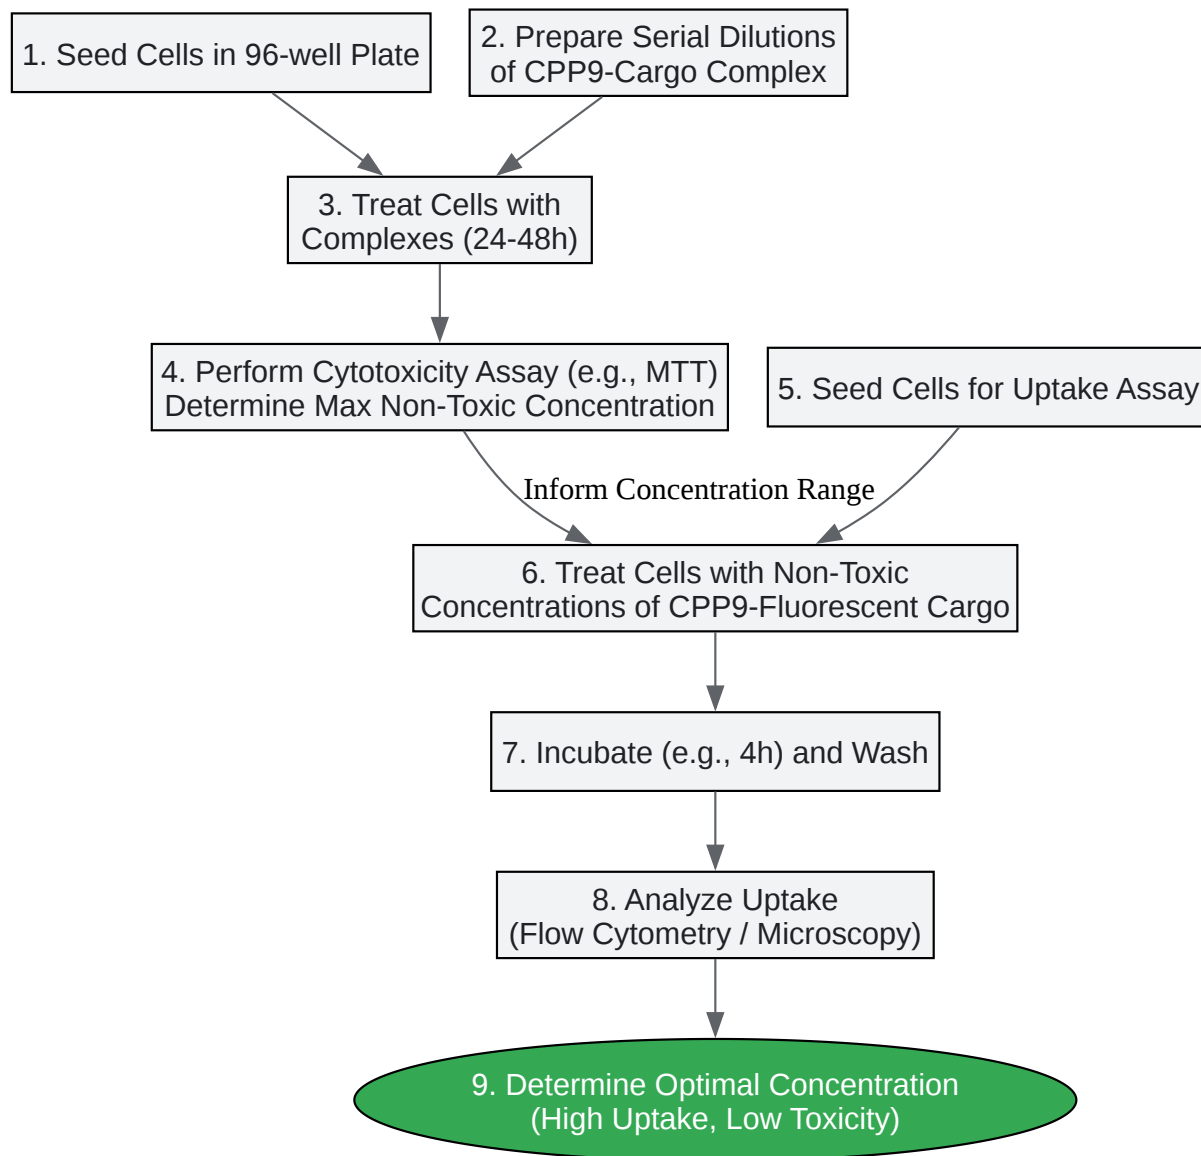 1. Seed Cells in 96-well Plate
2. Prepare Serial Dilutions
of CPP9-Cargo Complex
3. Treat Cells with
Complexes (24-48h)
4. Perform Cytotoxicity Assay (e.g., MTT)
Determine Max Non-Toxic Concentration
5. Seed Cells for Uptake Assay
Inform Concentration Range
6. Treat Cells with Non-Toxic
Concentrations of CPP9-Fluorescent Cargo
7. Incubate (e.g., 4h) and Wash
8. Analyze Uptake
(Flow Cytometry / Microscopy)
9. Determine Optimal Concentration
(High Uptake, Low Toxicity)